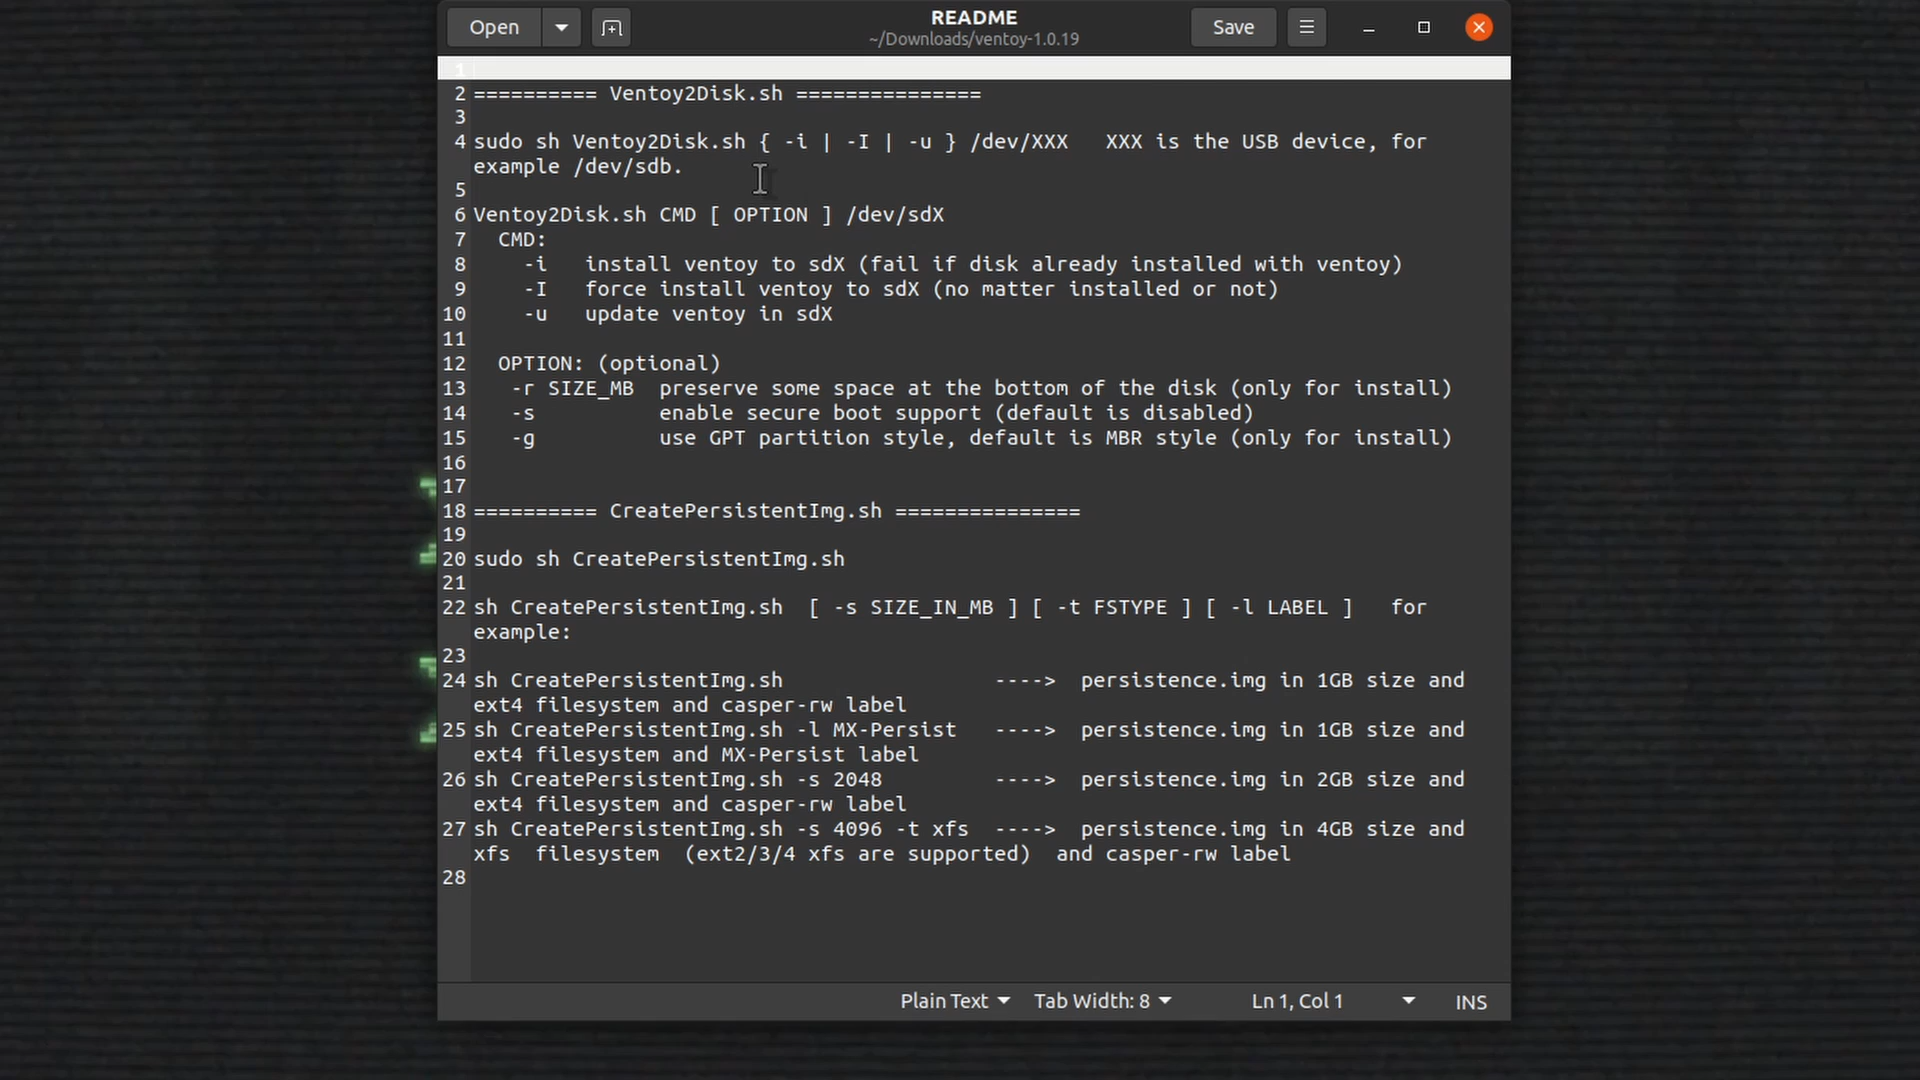 Open
README
~/Downloads/ventoy-1.0.19
Save
1
2 ========== Ventoy2Disk.sh ===============
3
4 sudo sh Ventoy2Disk.sh { -i | -I | -u } /dev/XXX   XXX is the USB device, for
example /dev/sdb.
5
6 Ventoy2Disk.sh CMD [ OPTION ] /dev/sdX
7   CMD:
8     -i   install ventoy to sdX (fail if disk already installed with ventoy)
9     -I   force install ventoy to sdX (no matter installed or not)
10     -u   update ventoy in sdX
11
12   OPTION: (optional)
13    -r SIZE_MB  preserve some space at the bottom of the disk (only for install)
14    -s          enable secure boot support (default is disabled)
15    -g          use GPT partition style, default is MBR style (only for install)
16
17
18 ========== CreatePersistentImg.sh ===============
19
20 sudo sh CreatePersistentImg.sh
21
22 sh CreatePersistentImg.sh  [ -s SIZE_IN_MB ] [ -t FSTYPE ] [ -l LABEL ]   for
example:
23
24 sh CreatePersistentImg.sh                 ---->  persistence.img in 1GB size and
ext4 filesystem and casper-rw label
25 sh CreatePersistentImg.sh -l MX-Persist   ---->  persistence.img in 1GB size and
ext4 filesystem and MX-Persist label
26 sh CreatePersistentImg.sh -s 2048         ---->  persistence.img in 2GB size and
ext4 filesystem and casper-rw label
27 sh CreatePersistentImg.sh -s 4096 -t xfs  ---->  persistence.img in 4GB size and
xfs  filesystem  (ext2/3/4 xfs are supported)  and casper-rw label
28
Plain Text  Tab Width: 8  Ln 1, Col 1  INS